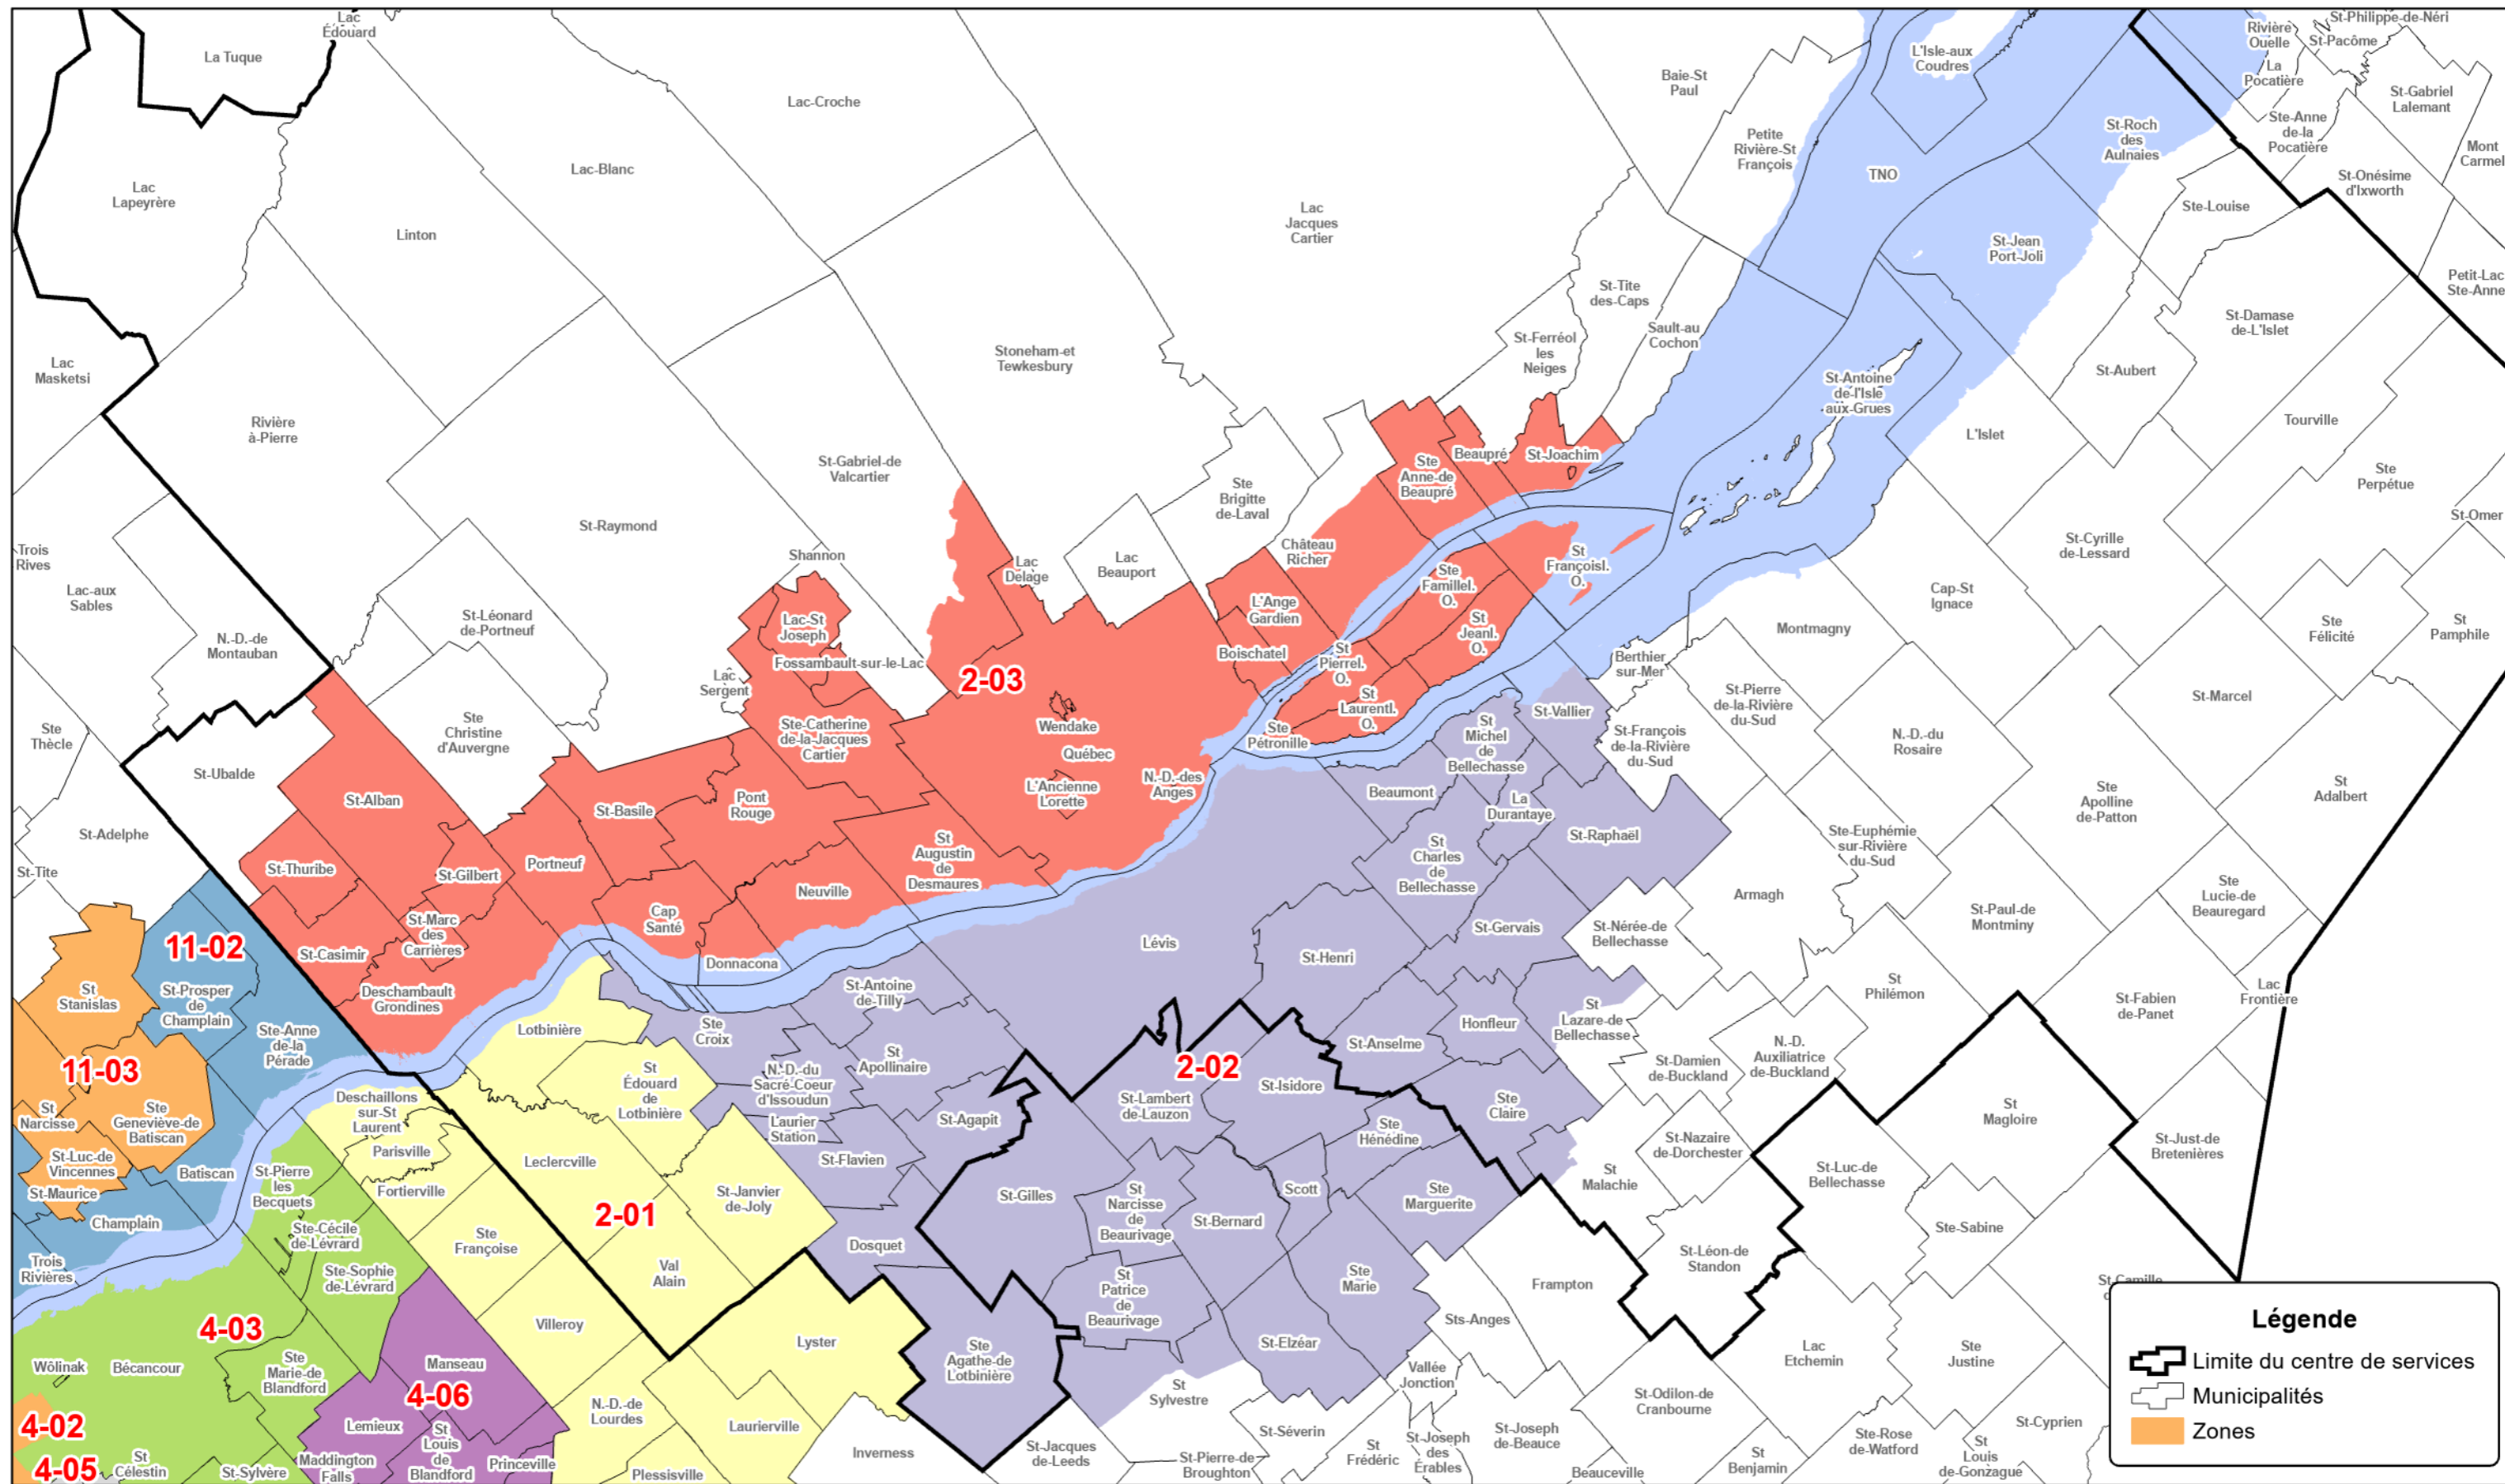 Lac
Édouard
La Tuque
Lac-Croche
Baie-St
Paul
L'Isle-aux
Coudres
Rivière
Ouelle
St-Philippe-de-Néri
St-Pacôme
La
Pocatière
St-Gabriel
Lalemant
Ste-Anne
de-la
Pocatière
Mont
Carmel
St-Roch
des
Aulnaies
Petite
Rivière-St
François
TNO
St-Onésime
d'Ixworth
Lac-Blanc
Lac
Lapeyrère
Linton
Lac
Jacques
Cartier
Ste-Louise
St-Jean
Port-Joli
Petit-Lac
Ste-Anne
St-Tite
des-Caps
Sault-au
Cochon
St-Damase
de-L'Islet
St-Ferréol
les
Neiges
Stoneham-et
Tewkesbury
Lac
Masketsi
St-Antoine
de-l'Isle
aux-Grues
St-Aubert
Tourville
L'Islet
Rivière
à-Pierre
St-Gabriel-de
Valcartier
Ste
Anne-de
Beaupré
Beaupré
St-Joachim
Ste
Brigitte
de-Laval
Ste
Perpétue
St-Omer
St-Raymond
Shannon
Château
Richer
St-Cyrille
de-Lessard
Trois
Rives
Lac-aux
Sables
Lac
Delage
Lac
Beauport
St
Françoisl.
O.
Ste
Famillel.
O.
Cap-St
Ignace
L'Ange
Gardien
St
Jeanl.
O.
Montmagny
Ste
Félicité
St
Pamphile
St-Léonard
de-Portneuf
N.-D.-de
Montauban
Lac-St
Joseph
Fossambault-sur-le-Lac
Boischatel
St
Pierrel.
O.
Berthier
sur-Mer
Lac
Sergent
2-03
St-Pierre
de-la-Rivière
du-Sud
St-Marcel
St
Laurentl.
O.
St-Vallier
Ste
Thècle
Ste
Christine
d'Auvergne
Ste-Catherine
de-la-Jacques
Cartier
Wendake
Québec
Ste
Pétronille
St
Michel
de
Bellechasse
St-François
de-la-Rivière
du-Sud
N.-D.-du
Rosaire
St-Ubalde
St-Alban
St-Basile
Pont
Rouge
L'Ancienne
Lorette
N.-D.-des
Anges
Beaumont
La
Durantaye
Ste
Apolline
de-Patton
St
Adalbert
St-Adelphe
St-Raphaël
Ste-Euphémie
sur-Rivière
du-Sud
St-Tite
St-Thuribe
St-Gilbert
Portneuf
Neuville
St
Augustin
de
Desmaures
St
Charles
de
Bellechasse
Armagh
Ste
Lucie-de
Beauregard
St-Paul-de
Montminy
11-02
St-Casimir
St-Marc
des
Carrières
Cap
Santé
Donnacona
Lévis
St-Henri
St-Gervais
St-Nérée-de
Bellechasse
St
Stanislas
St-Prosper
de
Champlain
Deschambault
Grondines
St-Antoine
de-Tilly
St
Philémon
Lac
Frontière
St-Fabien
de-Panet
Ste-Anne
de-la
Pérade
Lotbinière
Ste
Croix
Honfleur
St
Lazare-de
Bellechasse
St-Anselme
11-03
St
Édouard
de
Lotbinière
N.-D.-du
Sacré-Coeur
d'Issoudun
St
Apollinaire
2-02
St-Isidore
St-Damien
de-Buckland
N.-D.
Auxiliatrice
de-Buckland
St
Narcisse
Ste
Geneviève-de
Batiscan
Deschaillons
sur-St
Laurent
Laurier
Station
St-Agapit
St-Lambert
de-Lauzon
Ste
Claire
St
Magloire
Parisville
Leclercville
St-Flavien
Ste
Hénédine
St-Nazaire
de-Dorchester
St-Just-de
Bretenières
St-Luc-de
Vincennes
St-Maurice
Batiscan
St-Pierre
les
Becquets
Fortierville
St
Malachie
St-Luc-de
Bellechasse
Champlain
2-01
St-Janvier
de-Joly
St-Gilles
St
Narcisse
de
Beaurivage
St-Bernard
Scott
Ste
Marguerite
Ste-Cécile
de-Lévrard
Ste
Françoise
Dosquet
Ste-Sabine
Trois
Rivières
Ste-Sophie
de-Lévrard
Val
Alain
St
Patrice
de
Beaurivage
Ste
Marie
Frampton
St-Léon-de
Standon
St-Camille
4-03
Villeroy
Lyster
St-Elzéar
Sts-Anges
Légende
Limite du centre de services
Municipalités
Zones
Wôlinak
Bécancour
Ste
Marie-de
Blandford
Manseau
4-06
Ste
Agathe-de
Lotbinière
Vallée
Jonction
Lac
Etchemin
Ste
Justine
4-02
Lemieux
N.-D.-de
Lourdes
Laurierville
St
Sylvestre
St-Odilon-de
Cranbourne
4-05
St
Célestin
St-Sylvère
Maddington
Falls
St
Louis
de
Blandford
Princeville
Plessisville
Inverness
St-Jacques
de-Leeds
St-Pierre-de
Broughton
St-Séverin
St
Frédéric
St-Joseph
des
Érables
St-Joseph
de-Beauce
Beauceville
St
Benjamin
Ste-Rose
de-Watford
St
Louis
de-Gonzague
St-Cyprien